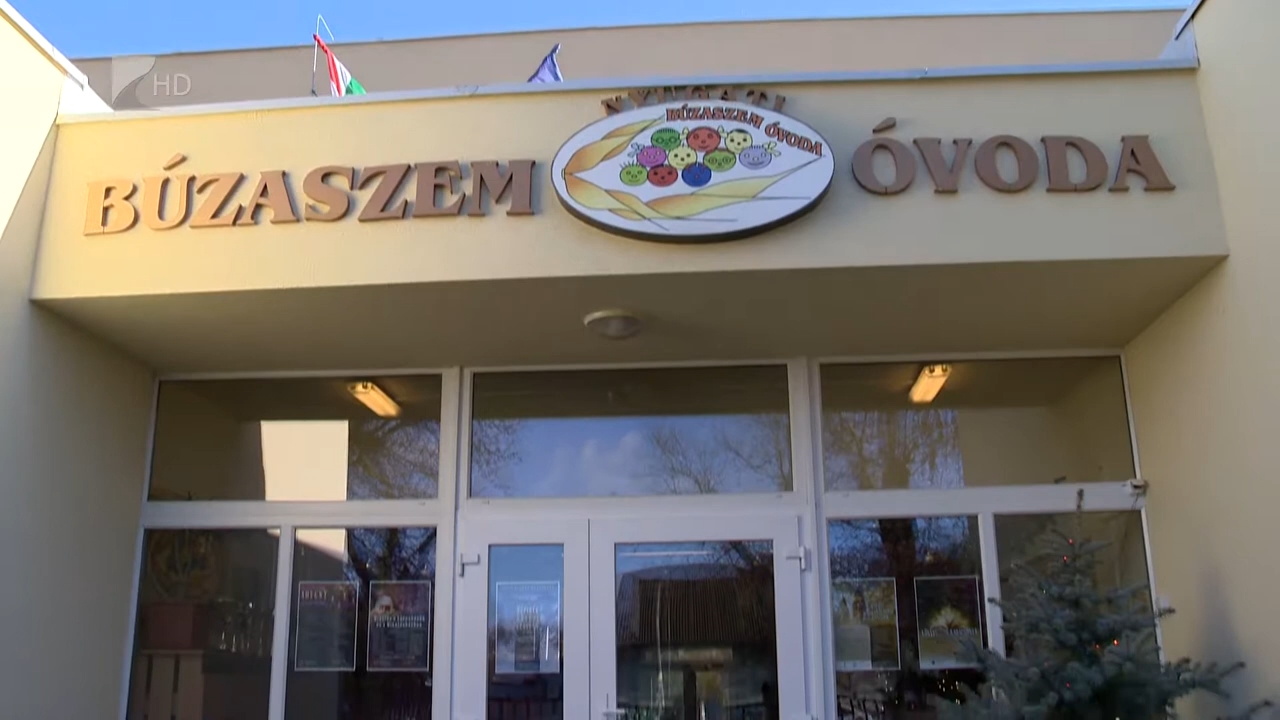 HD
NYUGATI
BÚZASZEM
BÚZASZEM ÓVODA
ÓVODA